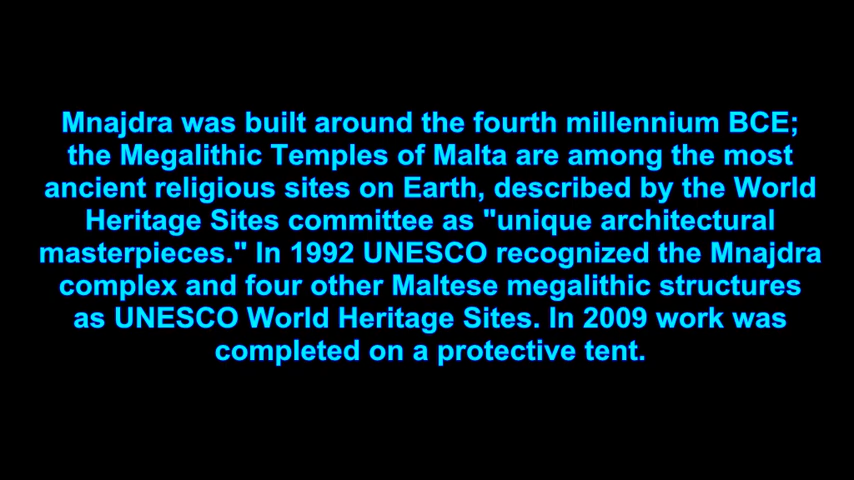 Mnajdra was built around the fourth millennium BCE;
the Megalithic Temples of Malta are among the most
ancient religious sites on Earth, described by the World
Heritage Sites committee as "unique architectural
masterpieces." In 1992 UNESCO recognized the Mnajdra
complex and four other Maltese megalithic structures
as UNESCO World Heritage Sites. In 2009 work was
completed on a protective tent.